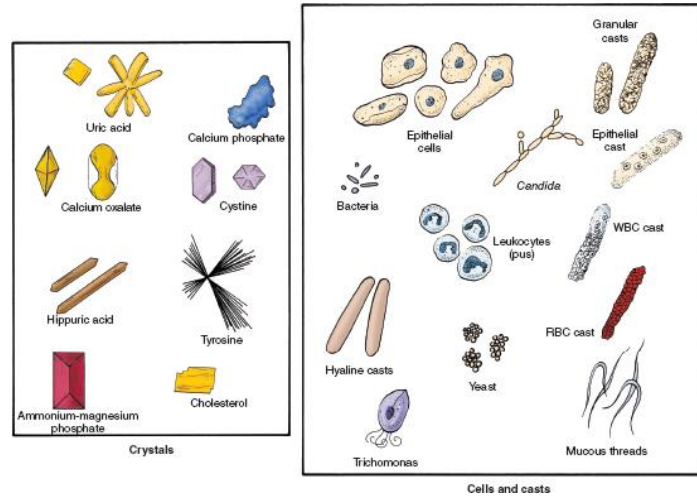 Uric acid
Calcium phosphate
Calcium oxalate
Cystine
Hippuric acid
Tyrosine
Ammonium-magnesium
phosphate
Cholesterol
Crystals
Epithelial
cells
Granular
casts
Epithelial
cast
Candida
Bacteria
Leukocytes
(pus)
WBC cast
Hyaline casts
Yeast
RBC cast
Trichomonas
Mucous threads
Cells and casts